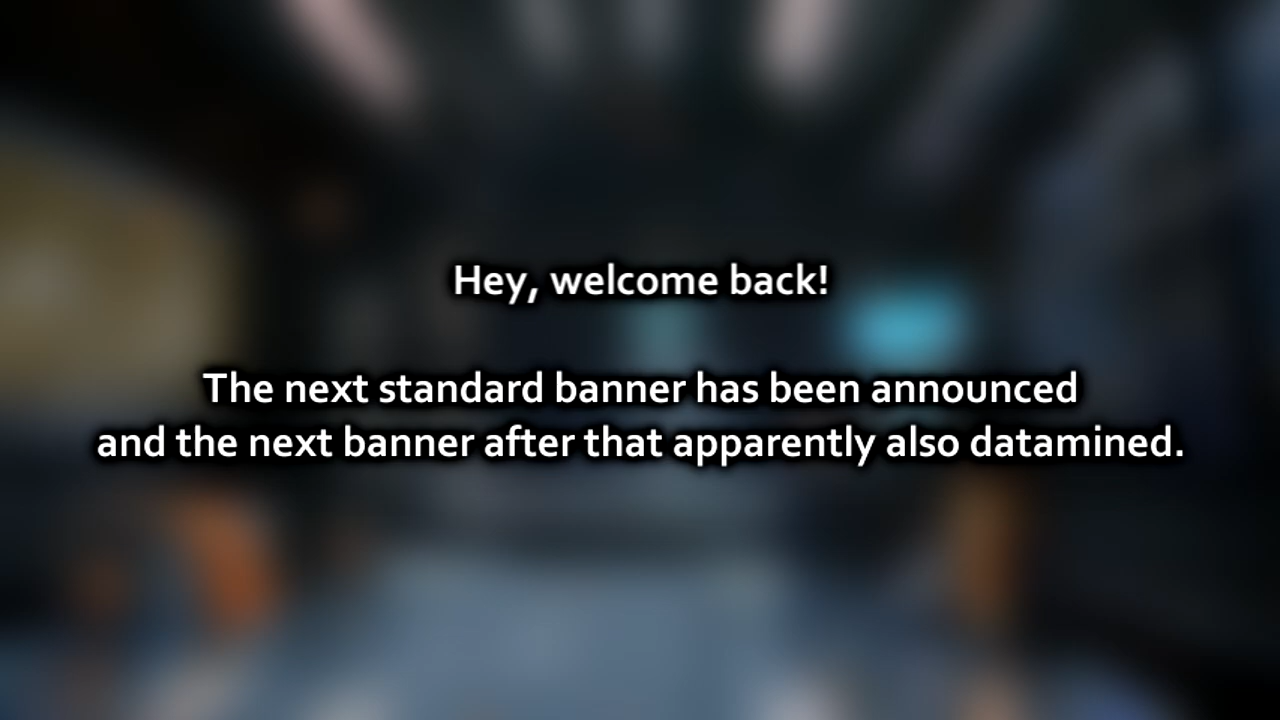 Hey, welcome back!
The next standard banner has been announced
and the next banner after that apparently also datamined.